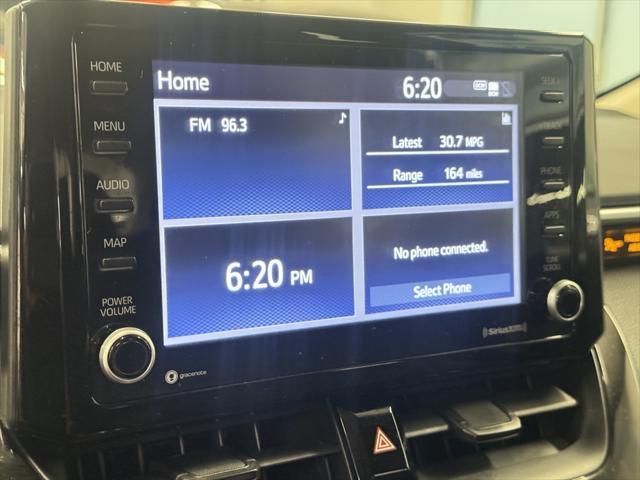 HOME
MENU
AUDIO
MAP
POWER
VOLUME
Home
6:20
FM 96.3
Latest 30.7 MPG
Range 164 miles
6:20 PM
No phone connected.
Select Phone
gracenote
SEEK >
PHONE
APPS
TUNE
SCROLL
SiriusXM